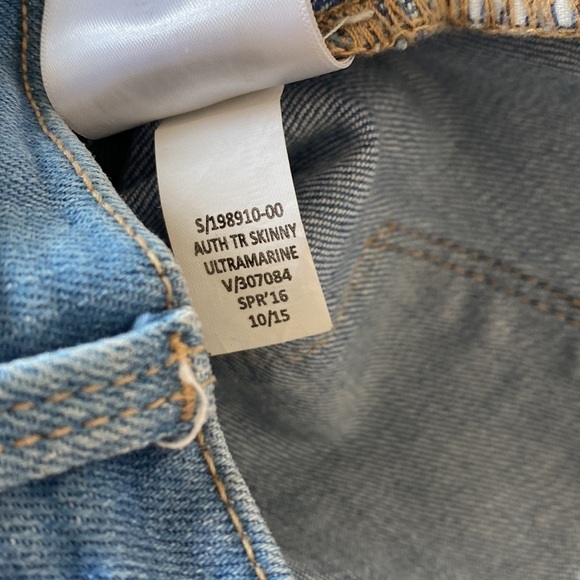 S/198910-00
AUTH TR SKINNY
ULTRAMARINE
V/307084
SPR'16
10/15